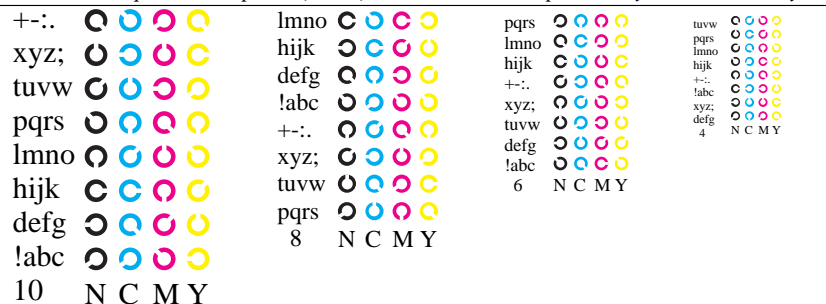 +-:.
xyz;
tuvw
pqrs
lmno
hijk
defg
!abc
10 N C M Y
lmno
hijk
defg
!abc
+-:.
xyz;
tuvw
pqrs
8 N C M Y
pqrs
lmno
hijk
+-:.
xyz;
tuvw
defg
!abc
6 N C M Y
tuvw
pqrs
lmno
hijk
+-:.
!abc
xyz;
defg
4 N C M Y